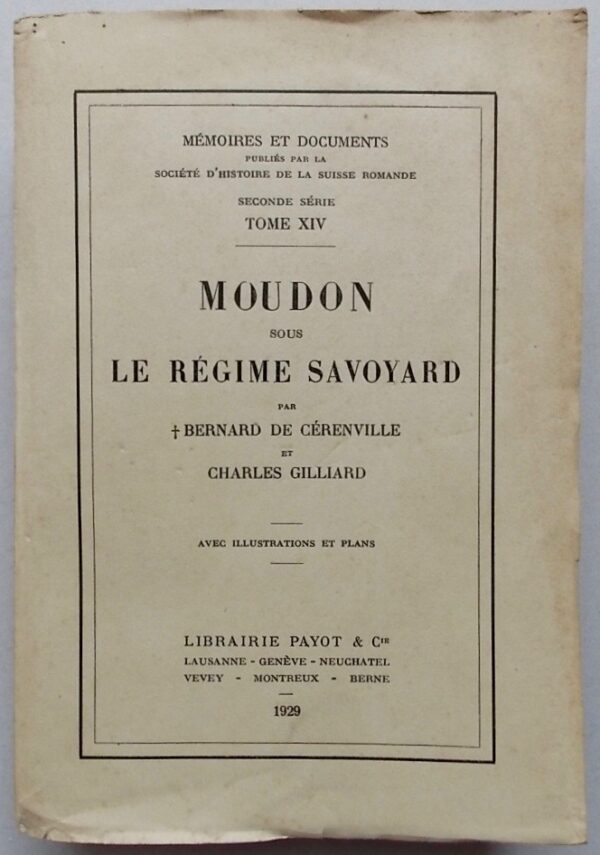 MÉMOIRES ET DOCUMENTS
PUBLIÉS PAR LA
SOCIÉTÉ D'HISTOIRE DE LA SUISSE ROMANDE
SECONDE SÉRIE
TOME XIV
MOUDON
SOUS
LE RÉGIME SAVOYARD
PAR
† BERNARD DE CÉRENVILLE
ET
CHARLES GILLIARD
AVEC ILLUSTRATIONS ET PLANS
LIBRAIRIE PAYOT & CIE
LAUSANNE - GENÈVE - NEUCHATEL
VEVEY - MONTREUX - BERNE
1929